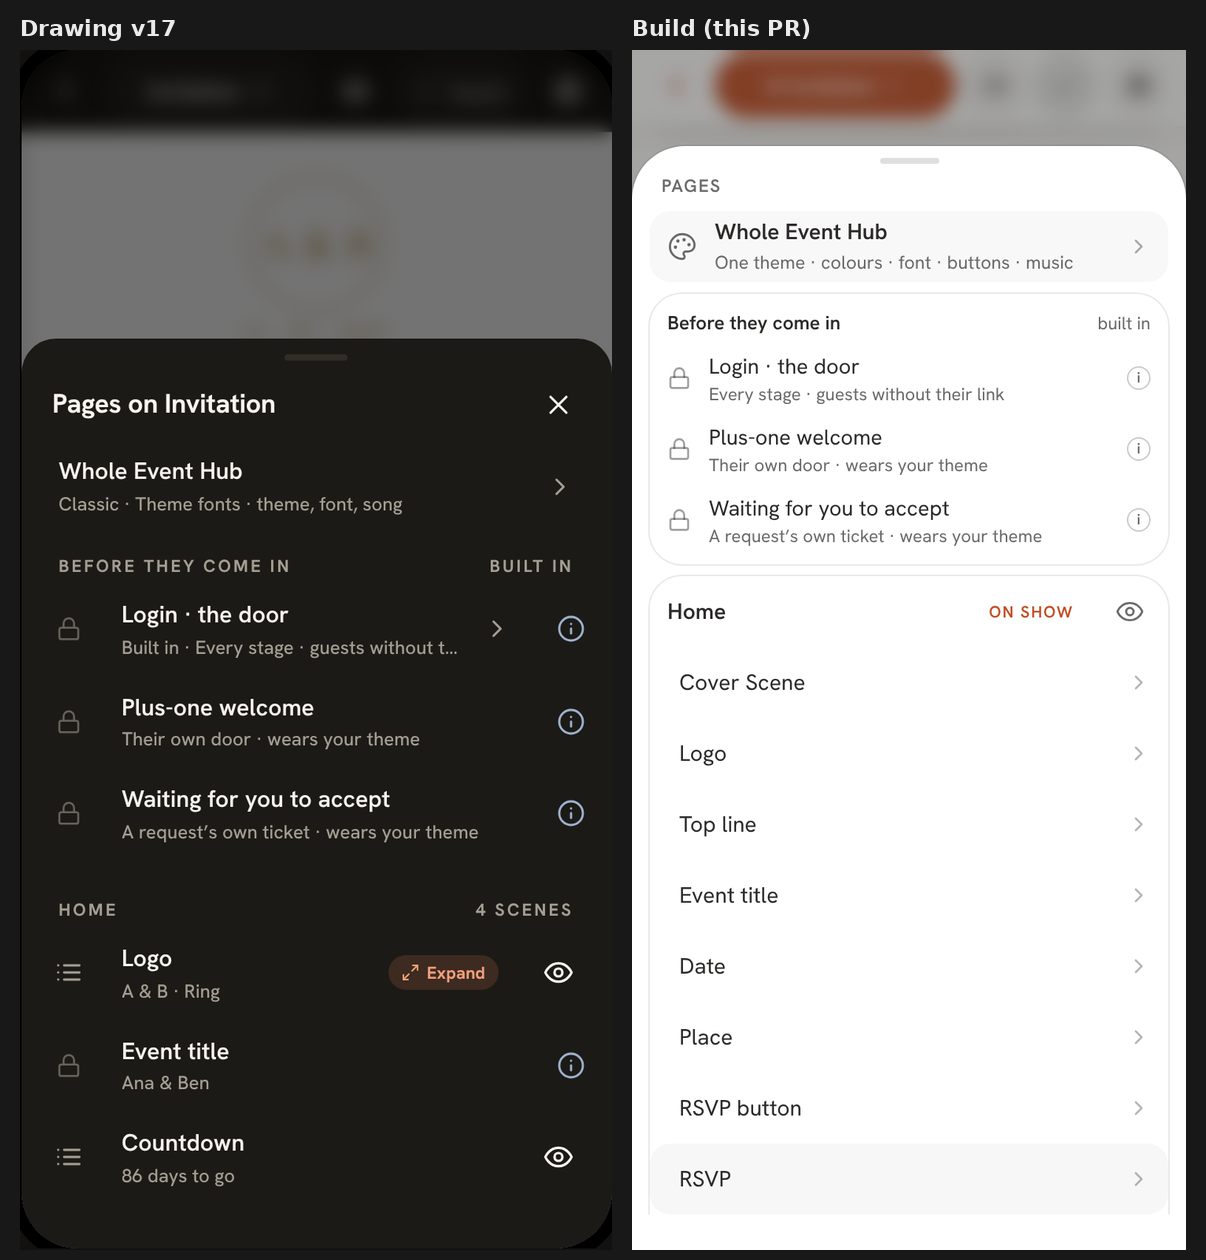 Drawing v17
Pages on Invitation
Whole Event Hub
Classic · Theme fonts · theme, font, song
BEFORE THEY COME IN BUILT IN
Login · the door
Built in · Every stage · guests without t...
Plus-one welcome
Their own door · wears your theme
Waiting for you to accept
A request’s own ticket · wears your theme
HOME 4 SCENES
Logo
A & B · Ring
Expand
Event title
Ana & Ben
Countdown
86 days to go
Build (this PR)
PAGES
Whole Event Hub
One theme · colours · font · buttons · music
Before they come in built in
Login · the door
Every stage · guests without their link
Plus-one welcome
Their own door · wears your theme
Waiting for you to accept
A request’s own ticket · wears your theme
Home ON SHOW
Cover Scene
Logo
Top line
Event title
Date
Place
RSVP button
RSVP